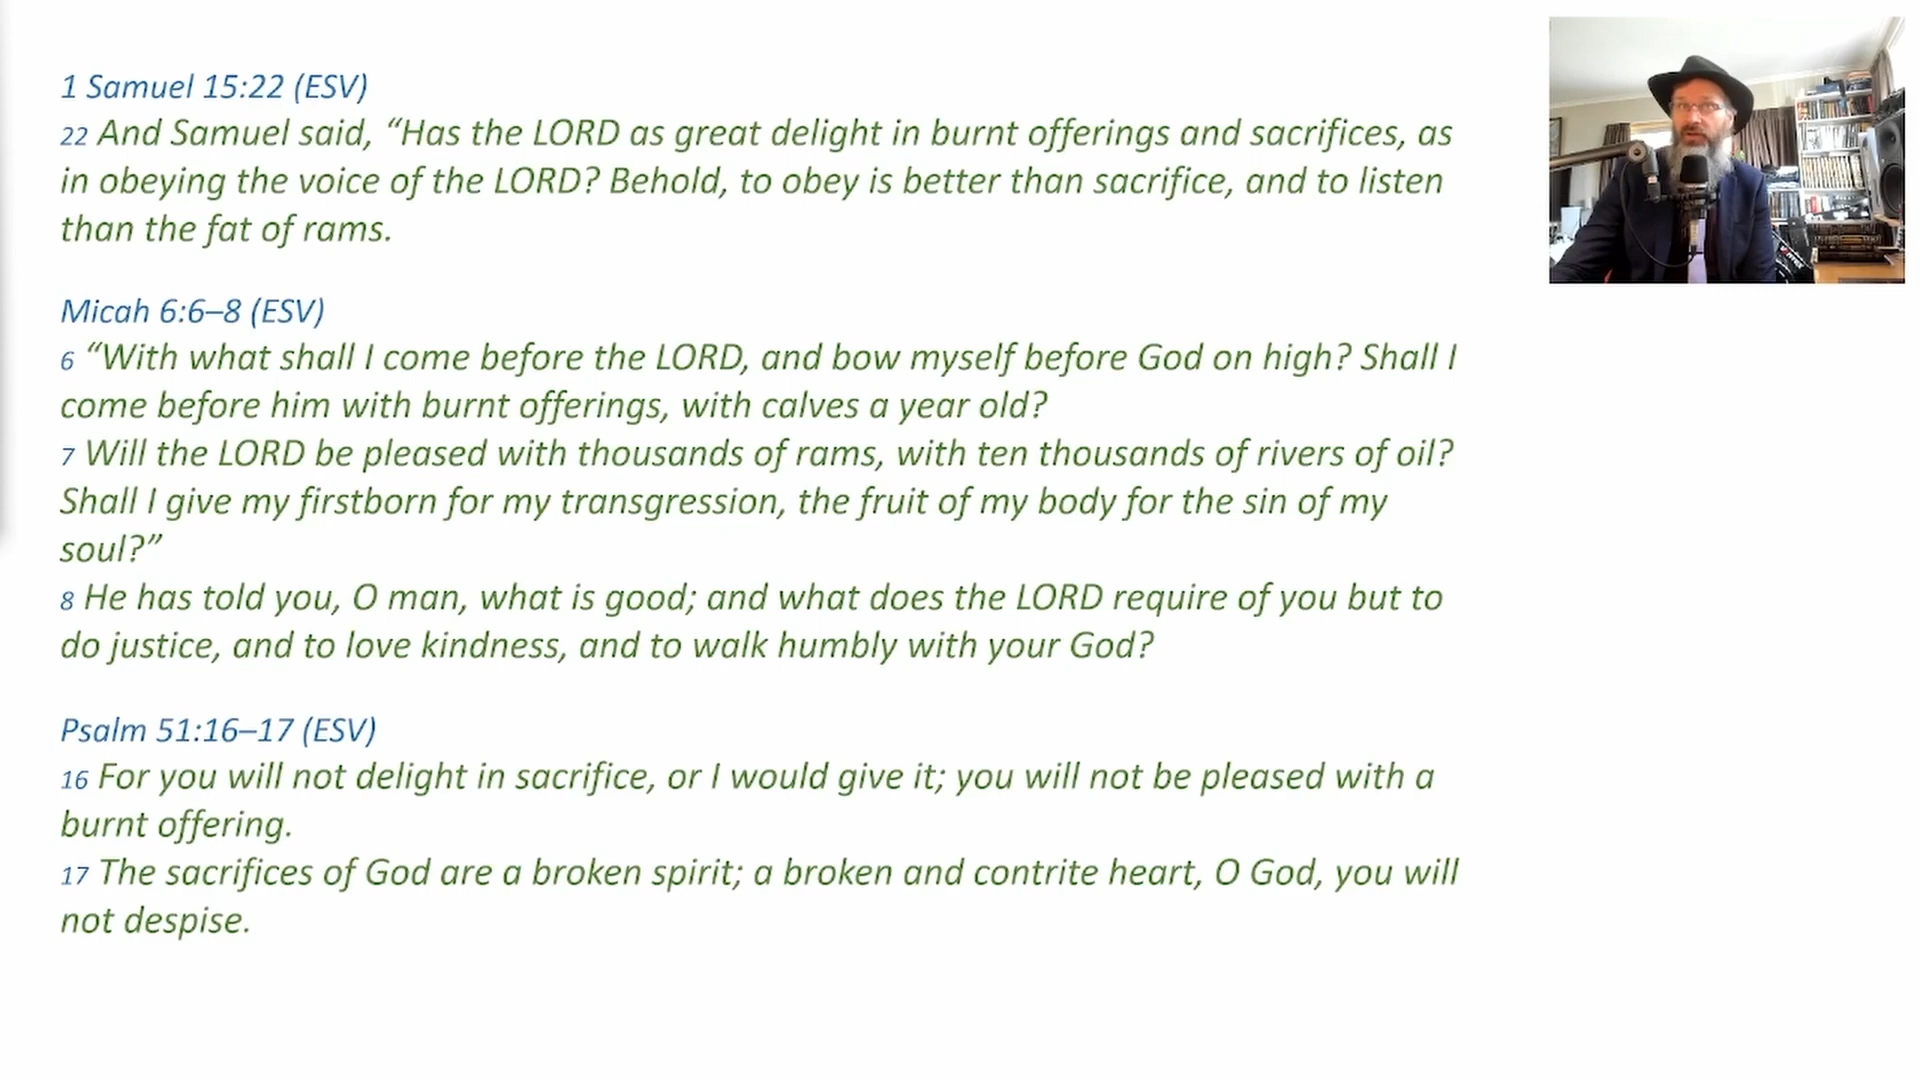 1 Samuel 15:22 (ESV)
22 And Samuel said, “Has the LORD as great delight in burnt offerings and sacrifices, as
in obeying the voice of the LORD? Behold, to obey is better than sacrifice, and to listen
than the fat of rams.
Micah 6:6–8 (ESV)
6 “With what shall I come before the LORD, and bow myself before God on high? Shall I
come before him with burnt offerings, with calves a year old?
7 Will the LORD be pleased with thousands of rams, with ten thousands of rivers of oil?
Shall I give my firstborn for my transgression, the fruit of my body for the sin of my
soul?”
8 He has told you, O man, what is good; and what does the LORD require of you but to
do justice, and to love kindness, and to walk humbly with your God?
Psalm 51:16–17 (ESV)
16 For you will not delight in sacrifice, or I would give it; you will not be pleased with a
burnt offering.
17 The sacrifices of God are a broken spirit; a broken and contrite heart, O God, you will
not despise.